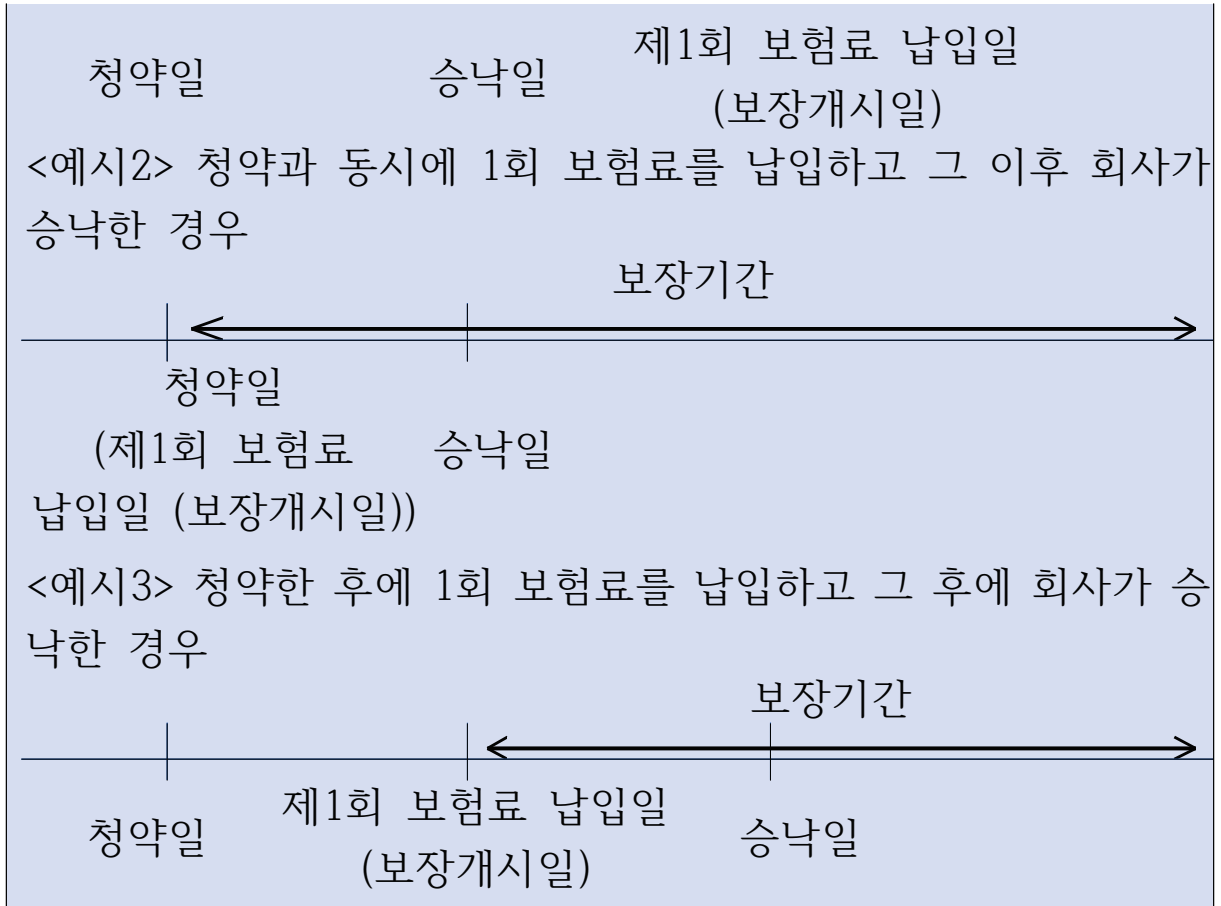 청약일 승낙일 제1회 보험료 납입일
(보장개시일)
<예시2> 청약과 동시에 1회 보험료를 납입하고 그 이후 회사가
승낙한 경우
보장기간
청약일
(제1회 보험료 승낙일
납입일 (보장개시일))
<예시3> 청약한 후에 1회 보험료를 납입하고 그 후에 회사가 승
낙한 경우
보장기간
청약일 제1회 보험료 납입일 승낙일
(보장개시일)